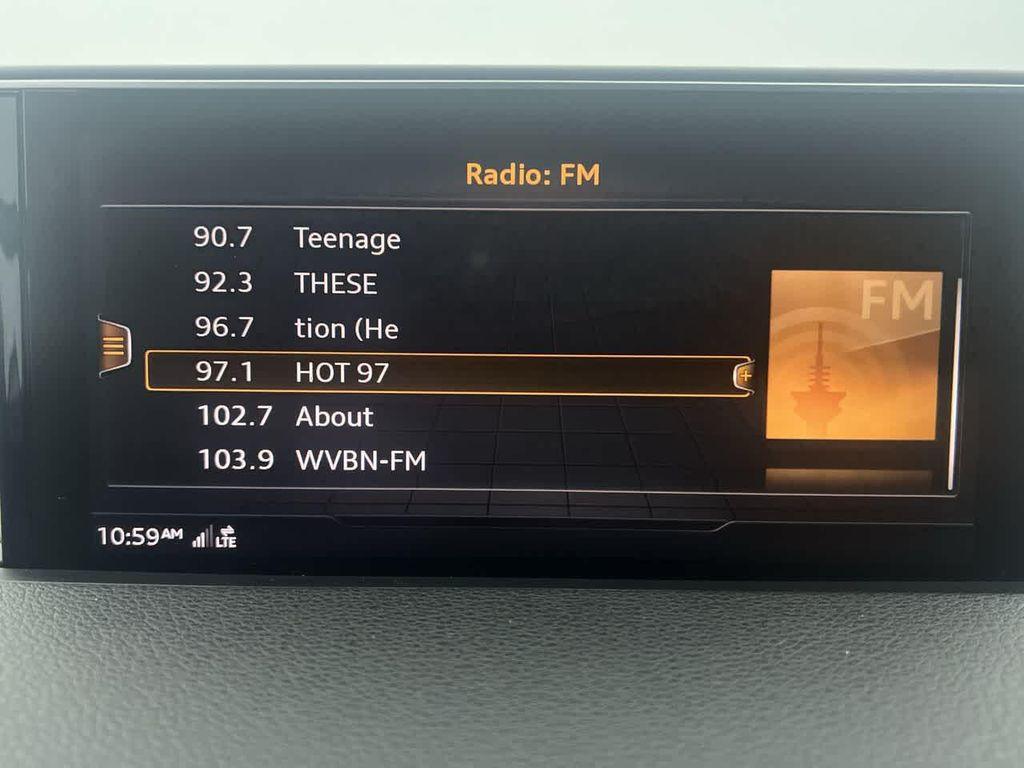 Radio: FM
90.7 Teenage
92.3 THESE
96.7 tion (He
97.1 HOT 97
102.7 About
103.9 WVBN-FM
FM
10:59AM LTE